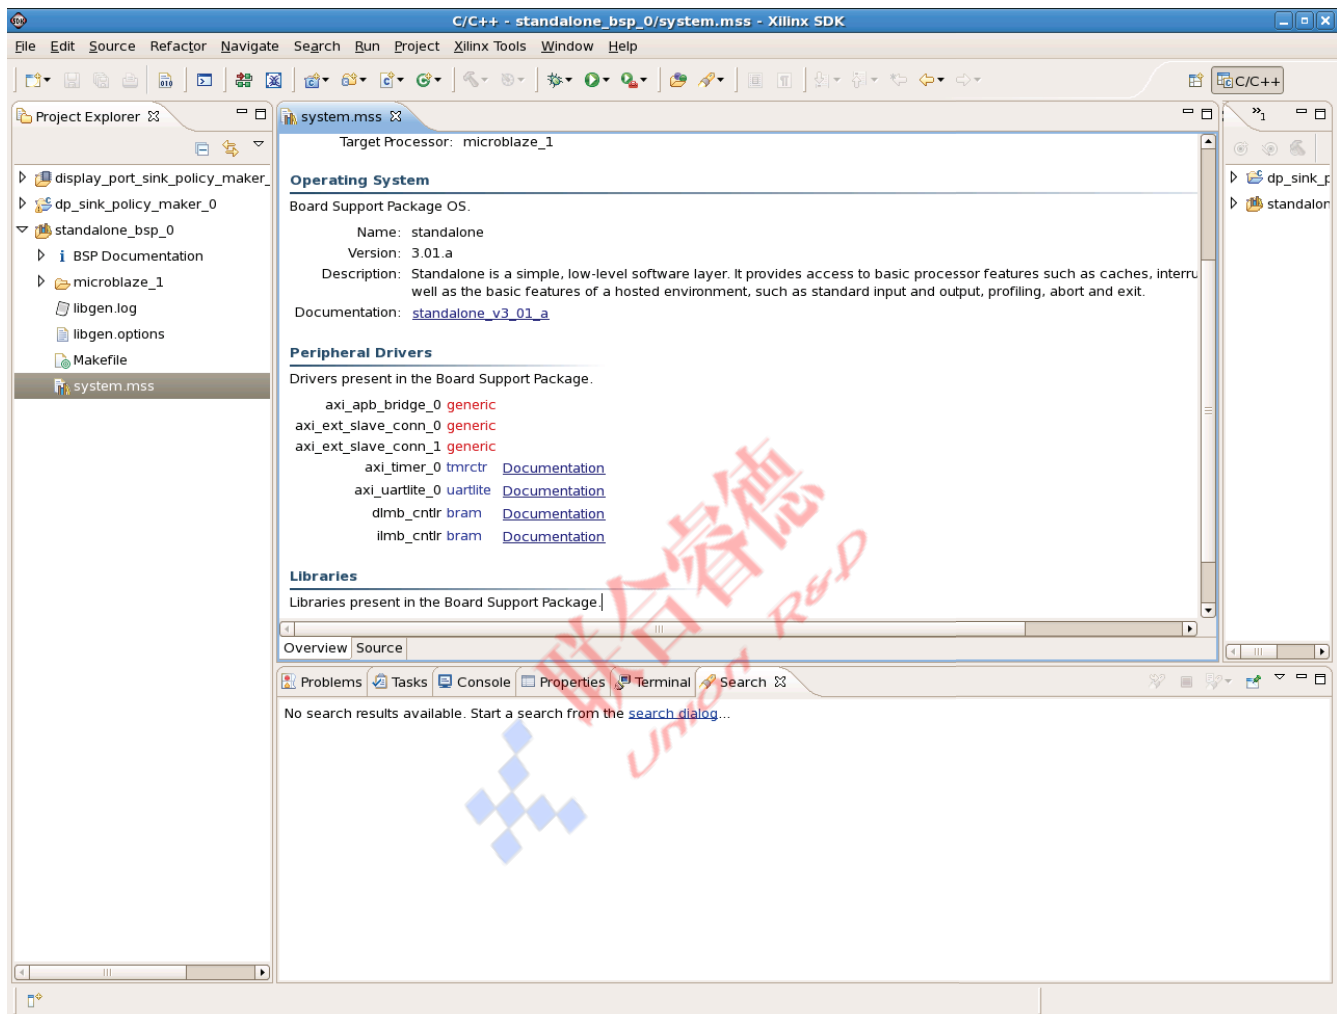 C/C++ - standalone_bsp_0/system.mss - Xilinx SDK
File Edit Source Refactor Navigate Search Run Project Xilinx Tools Window Help
C/C++
Project Explorer
display_port_sink_policy_maker_
dp_sink_policy_maker_0
standalone_bsp_0
BSP Documentation
microblaze_1
libgen.log
libgen.options
Makefile
system.mss
system.mss
Target Processor: microblaze_1
Operating System
Board Support Package OS.
Name: standalone
Version: 3.01.a
Description: Standalone is a simple, low-level software layer. It provides access to basic processor features such as caches, interru
well as the basic features of a hosted environment, such as standard input and output, profiling, abort and exit.
Documentation: standalone_v3_01_a
Peripheral Drivers
Drivers present in the Board Support Package.
axi_apb_bridge_0 generic
axi_ext_slave_conn_0 generic
axi_ext_slave_conn_1 generic
axi_timer_0 tmrctr Documentation
axi_uartlite_0 uartlite Documentation
dlmb_cntlr bram Documentation
ilmb_cntlr bram Documentation
Libraries
Libraries present in the Board Support Package.
Overview Source
dp_sink_p
standalon
Problems Tasks Console Properties Terminal Search
No search results available. Start a search from the search dialog...
联合睿德
Union R&D